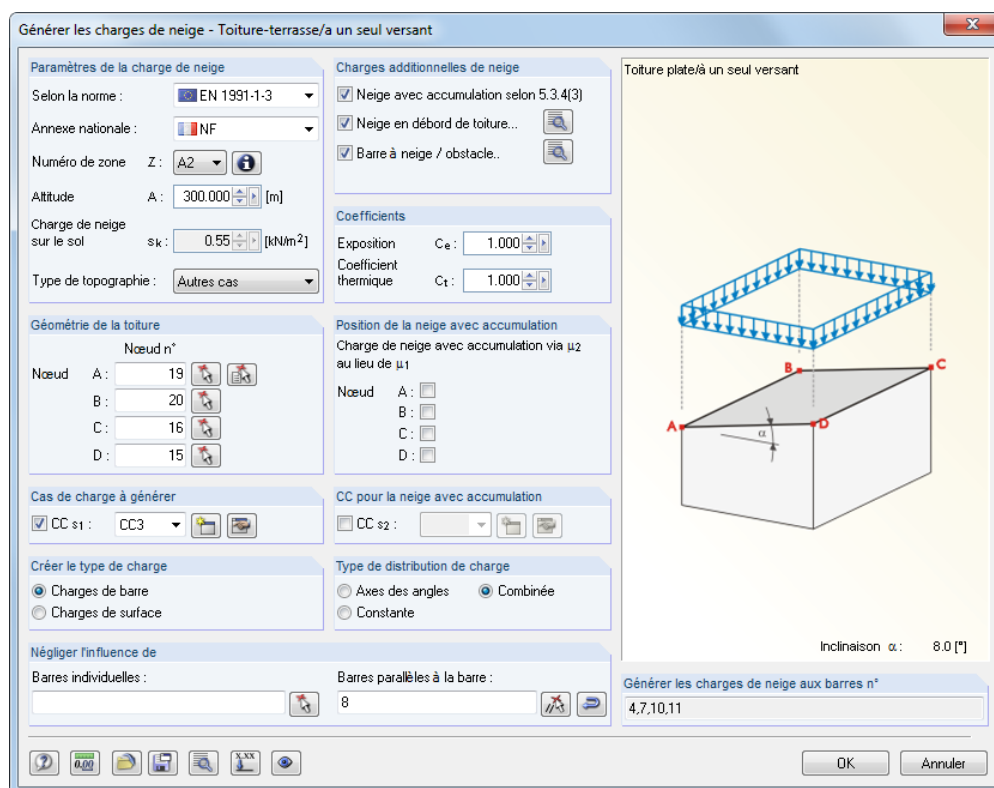 Générer les charges de neige - Toiture-terrasse/a un seul versant
Paramètres de la charge de neige
Selon la norme :
EN 1991-1-3
Annexe nationale :
NF
Numéro de zone Z :
A2
Altitude A :
300.000
[m]
Charge de neige
sur le sol sk :
0.55
[kN/m²]
Type de topographie :
Autres cas
Charges additionnelles de neige
Neige avec accumulation selon 5.3.4(3)
Neige en débord de toiture...
Barre à neige / obstacle..
Coefficients
Exposition Ce :
1.000
Coefficient
thermique Ct :
1.000
Géométrie de la toiture
Nœud n°
Nœud A : 19
B : 20
C : 16
D : 15
Position de la neige avec accumulation
Charge de neige avec accumulation via µ2
au lieu de µ1
Nœud A :
B :
C :
D :
Cas de charge à générer
CC s1 : CC3
CC pour la neige avec accumulation
CC s2 :
Créer le type de charge
Charges de barre
Charges de surface
Type de distribution de charge
Axes des angles
Combinée
Constante
Négliger l'influence de
Barres individuelles :
Barres parallèles à la barre :
8
Toiture plate/à un seul versant
B
C
A
D
α
Inclinaison α : 8.0 [°]
Générer les charges de neige aux barres n°
4,7,10,11
0.00
X.XX
OK
Annuler